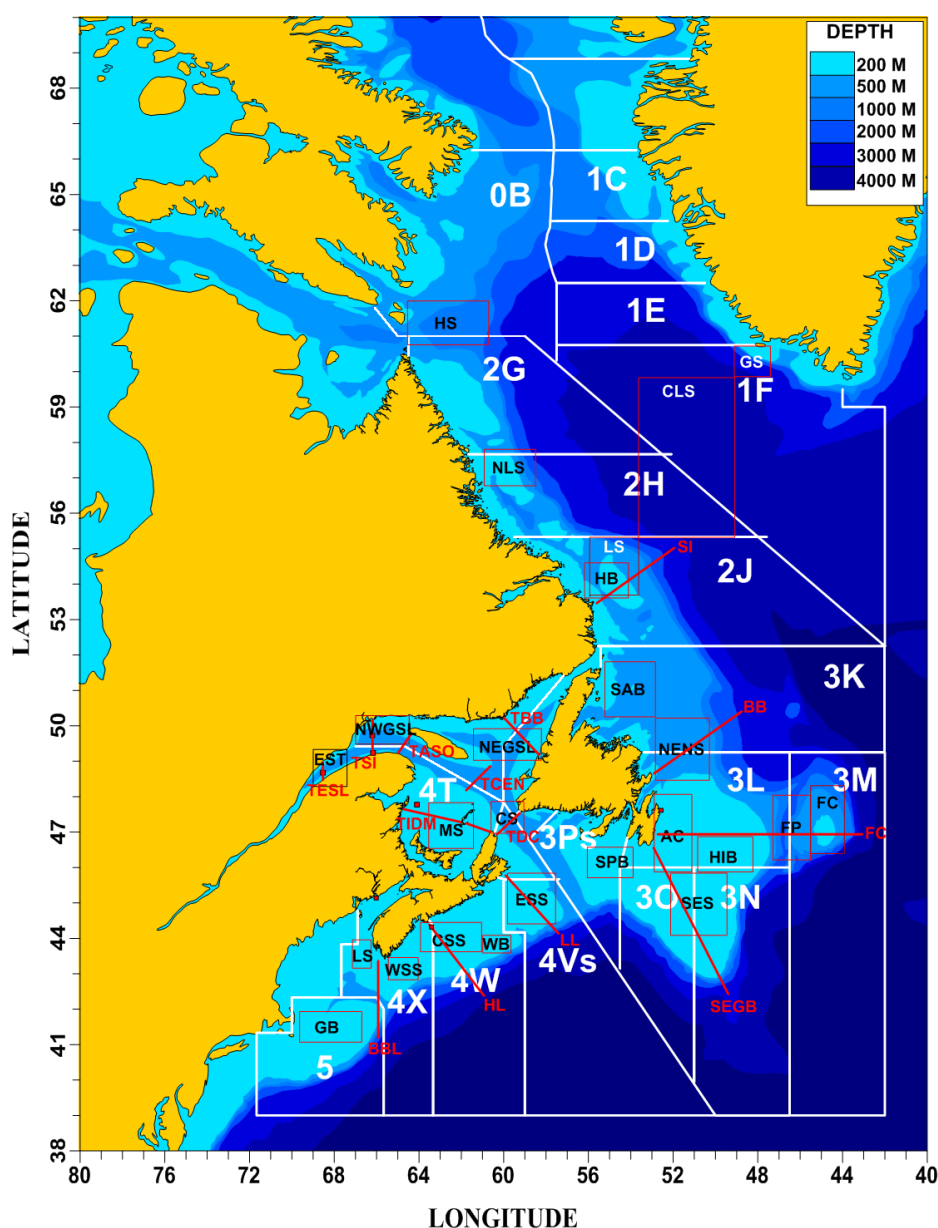 DEPTH
200 M
500 M
1000 M
2000 M
3000 M
4000 M
68
65
62
59
56
53
50
47
44
41
38
LATITUDE
0B
1C
1D
1E
HS
2G
GS
1F
CLS
NLS
2H
LS
SI
HB
2J
3K
SAB
BB
TBB
NWGSL
NEGSL
NENS
TASO
TSI
EST
TESL
TCEN
4T
3L
3M
FC
FP
CS
TIDM
MS
TDC
3Ps
AC
FC
HIB
SPB
ESS
3O
SES
3N
CSS
WB
LL
LS
WSS
4X
4W
4Vs
HL
SEGB
GB
BBL
5
80
76
72
68
64
60
56
52
48
44
40
LONGITUDE